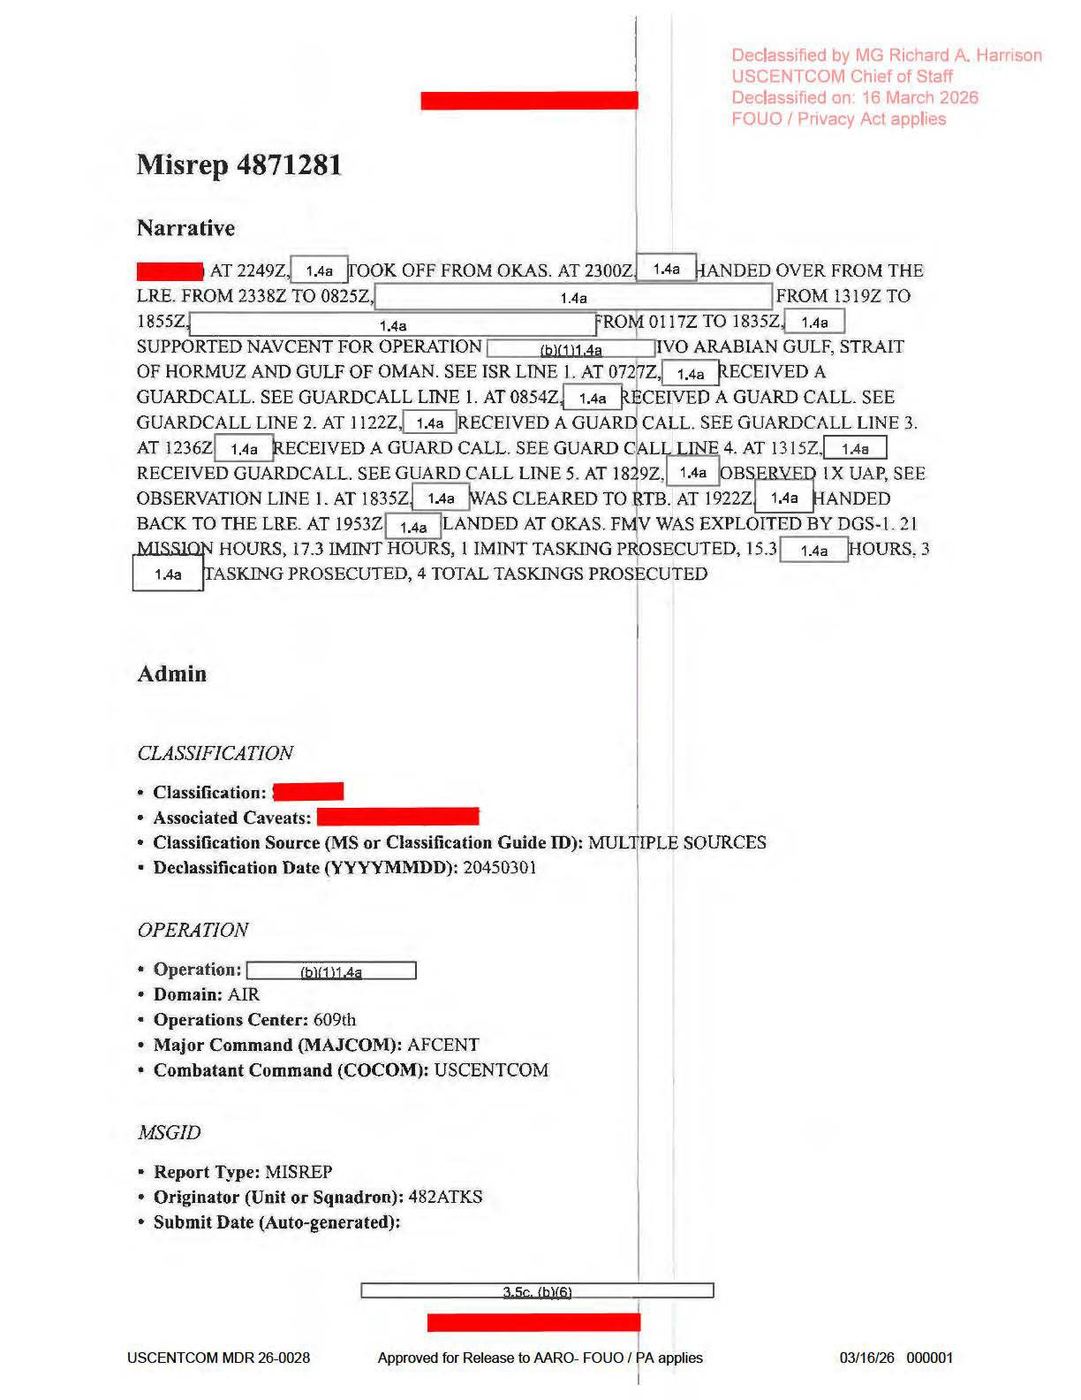 Declassified by MG Richard A. Harrison
USCENTCOM Chief of Staff
Declassified on: 16 March 2026
FOUO / Privacy Act applies
Misrep 4871281
Narrative
AT 2249Z, 1.4a TOOK OFF FROM OKAS. AT 2300Z, 1.4a HANDED OVER FROM THE
LRE. FROM 2338Z TO 0825Z, 1.4a FROM 1319Z TO
1855Z, 1.4a FROM 0117Z TO 1835Z, 1.4a
SUPPORTED NAVCENT FOR OPERATION (b)(1)1.4a IVO ARABIAN GULF, STRAIT
OF HORMUZ AND GULF OF OMAN. SEE ISR LINE 1. AT 0727Z, 1.4a RECEIVED A
GUARDCALL. SEE GUARDCALL LINE 1. AT 0854Z, 1.4a RECEIVED A GUARD CALL. SEE
GUARDCALL LINE 2. AT 1122Z, 1.4a RECEIVED A GUARD CALL. SEE GUARDCALL LINE 3.
AT 1236Z 1.4a RECEIVED A GUARD CALL. SEE GUARD CALL LINE 4. AT 1315Z, 1.4a
RECEIVED GUARDCALL. SEE GUARD CALL LINE 5. AT 1829Z, 1.4a OBSERVED 1X UAP, SEE
OBSERVATION LINE 1. AT 1835Z, 1.4a WAS CLEARED TO RTB. AT 1922Z, 1.4a HANDED
BACK TO THE LRE. AT 1953Z 1.4a LANDED AT OKAS. FMV WAS EXPLOITED BY DGS-1. 21
MISSION HOURS, 17.3 IMINT HOURS, 1 IMINT TASKING PROSECUTED, 15.3 1.4a HOURS, 3
1.4a TASKING PROSECUTED, 4 TOTAL TASKINGS PROSECUTED
Admin
CLASSIFICATION
• Classification:
• Associated Caveats:
• Classification Source (MS or Classification Guide ID): MULTIPLE SOURCES
• Declassification Date (YYYYMMDD): 20450301
OPERATION
• Operation: (b)(1)1.4a
• Domain: AIR
• Operations Center: 609th
• Major Command (MAJCOM): AFCENT
• Combatant Command (COCOM): USCENTCOM
MSGID
• Report Type: MISREP
• Originator (Unit or Squadron): 482ATKS
• Submit Date (Auto-generated):
3.5c, (b)(6)
USCENTCOM MDR 26-0028 Approved for Release to AARO- FOUO / PA applies 03/16/26 000001